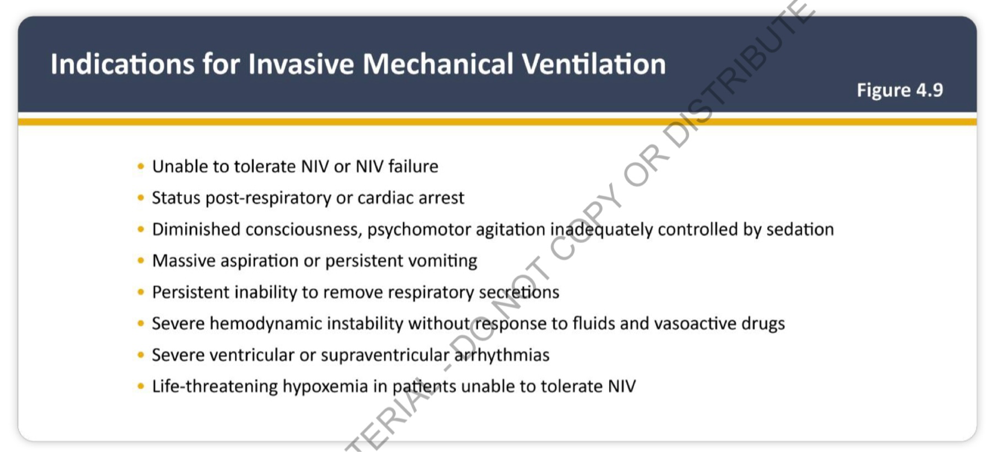 Indications for Invasive Mechanical Ventilation
Figure 4.9
• Unable to tolerate NIV or NIV failure
• Status post-respiratory or cardiac arrest
• Diminished consciousness, psychomotor agitation inadequately controlled by sedation
• Massive aspiration or persistent vomiting
• Persistent inability to remove respiratory secretions
• Severe hemodynamic instability without response to fluids and vasoactive drugs
• Severe ventricular or supraventricular arrhythmias
• Life-threatening hypoxemia in patients unable to tolerate NIV
TERIAL - DO NOT COPY OR DISTRIBUTE